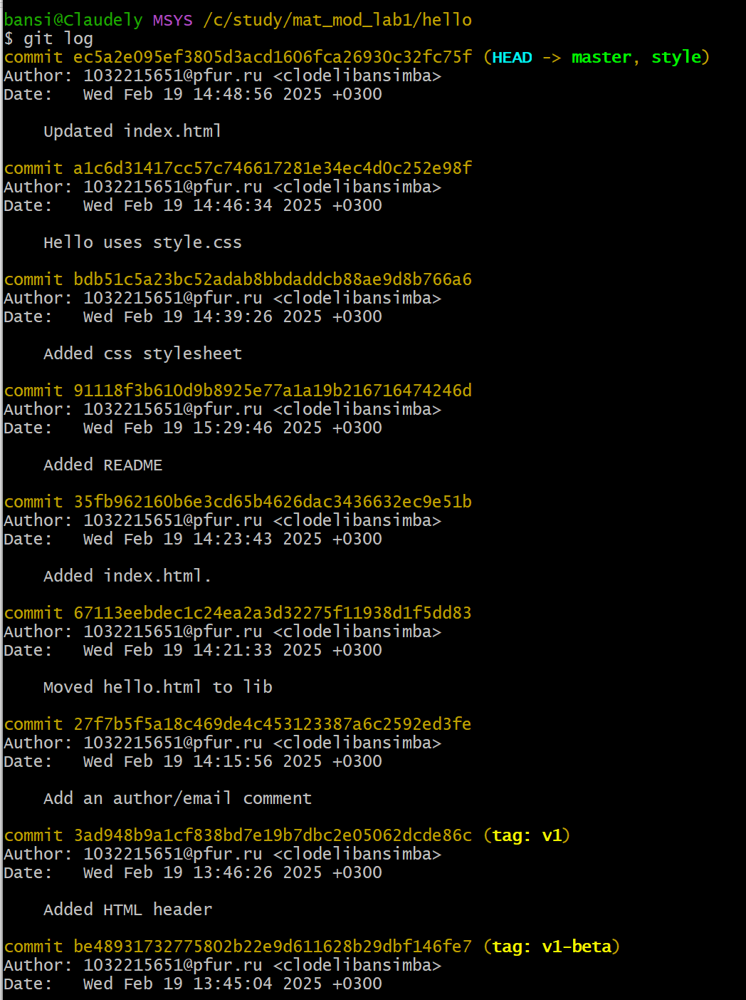 bansi@Claudely MSYS /c/study/mat_mod_lab1/hello
$ git log
commit ec5a2e095ef3805d3acd1606fca26930c32fc75f (HEAD -> master, style)
Author: 1032215651@pfur.ru <clodelibansimba>
Date:   Wed Feb 19 14:48:56 2025 +0300

    Updated index.html

commit a1c6d31417cc57c746617281e34ec4d0c252e98f
Author: 1032215651@pfur.ru <clodelibansimba>
Date:   Wed Feb 19 14:46:34 2025 +0300

    Hello uses style.css

commit bdb51c5a23bc52adab8bbdaddcb88ae9d8b766a6
Author: 1032215651@pfur.ru <clodelibansimba>
Date:   Wed Feb 19 14:39:26 2025 +0300

    Added css stylesheet

commit 91118f3b610d9b8925e77a1a19b216716474246d
Author: 1032215651@pfur.ru <clodelibansimba>
Date:   Wed Feb 19 15:29:46 2025 +0300

    Added README

commit 35fb962160b6e3cd65b4626dac3436632ec9e51b
Author: 1032215651@pfur.ru <clodelibansimba>
Date:   Wed Feb 19 14:23:43 2025 +0300

    Added index.html.

commit 67113eebdec1c24ea2a3d32275f11938d1f5dd83
Author: 1032215651@pfur.ru <clodelibansimba>
Date:   Wed Feb 19 14:21:33 2025 +0300

    Moved hello.html to lib

commit 27f7b5f5a18c469de4c453123387a6c2592ed3fe
Author: 1032215651@pfur.ru <clodelibansimba>
Date:   Wed Feb 19 14:15:56 2025 +0300

    Add an author/email comment

commit 3ad948b9a1cf838bd7e19b7dbc2e05062dcde86c (tag: v1)
Author: 1032215651@pfur.ru <clodelibansimba>
Date:   Wed Feb 19 13:46:26 2025 +0300

    Added HTML header

commit be48931732775802b22e9d611628b29dbf146fe7 (tag: v1-beta)
Author: 1032215651@pfur.ru <clodelibansimba>
Date:   Wed Feb 19 13:45:04 2025 +0300